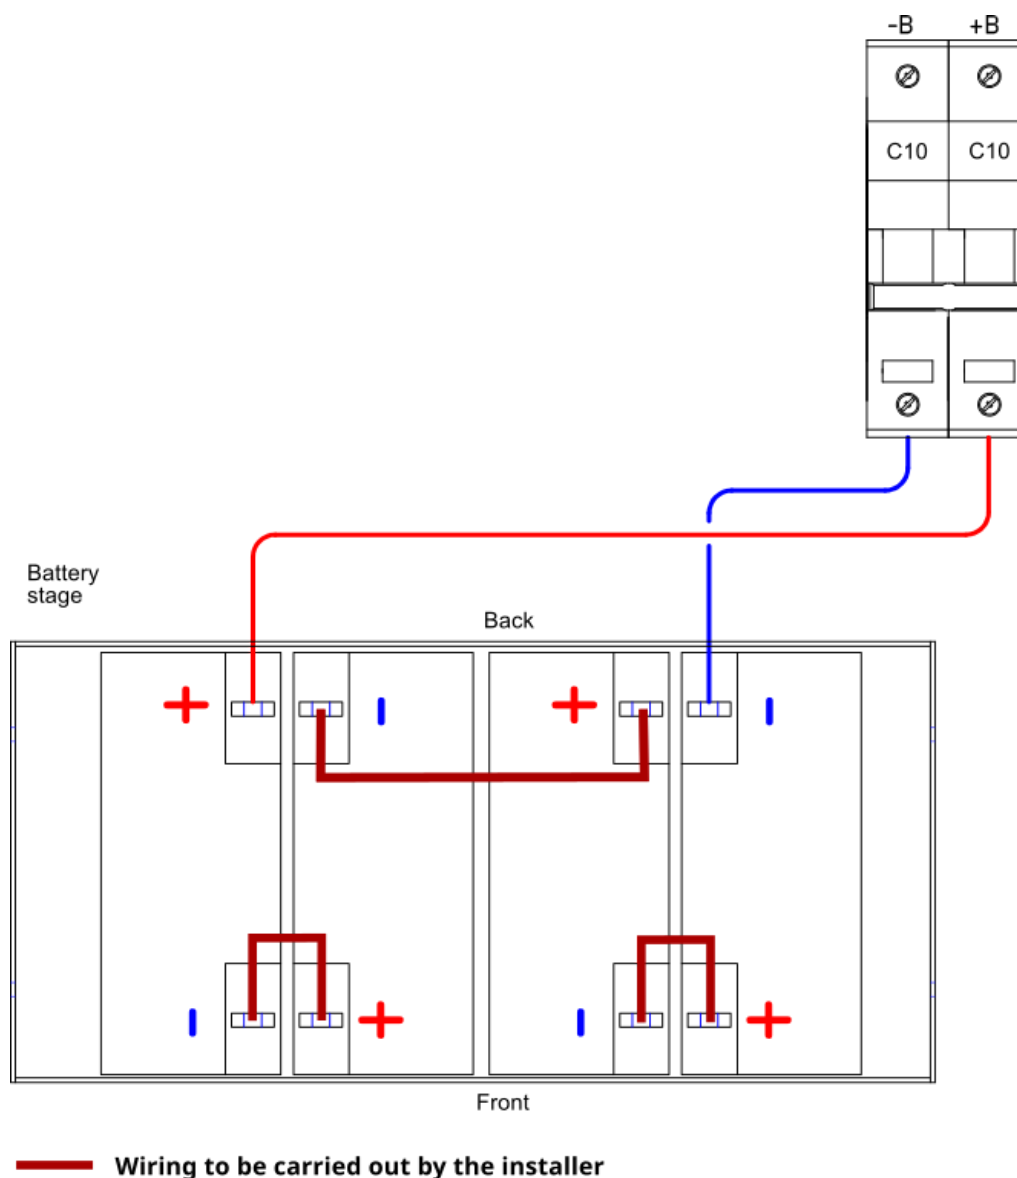 -B +B
C10 C10
Battery
stage
Back
+ - + -
- + - +
Front
Wiring to be carried out by the installer